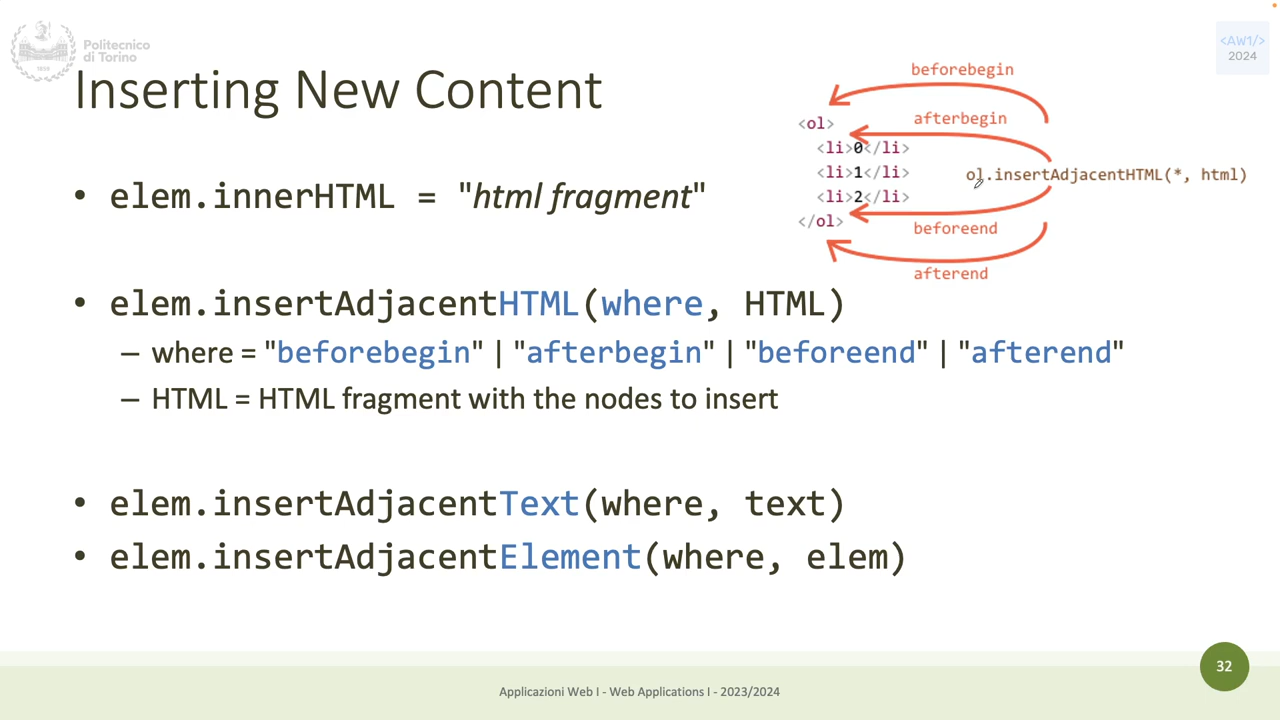 Politecnico
di Torino
<AW1/>
2024
Inserting New Content
beforebegin
<ol>
afterbegin
<li>0</li>
<li>1</li>
ol.insertAdjacentHTML(*, html)
<li>2</li>
</ol>
beforeend
afterend
• elem.innerHTML = "html fragment"
• elem.insertAdjacentHTML(where, HTML)
– where = "beforebegin" | "afterbegin" | "beforeend" | "afterend"
– HTML = HTML fragment with the nodes to insert
• elem.insertAdjacentText(where, text)
• elem.insertAdjacentElement(where, elem)
32
Applicazioni Web I - Web Applications I - 2023/2024